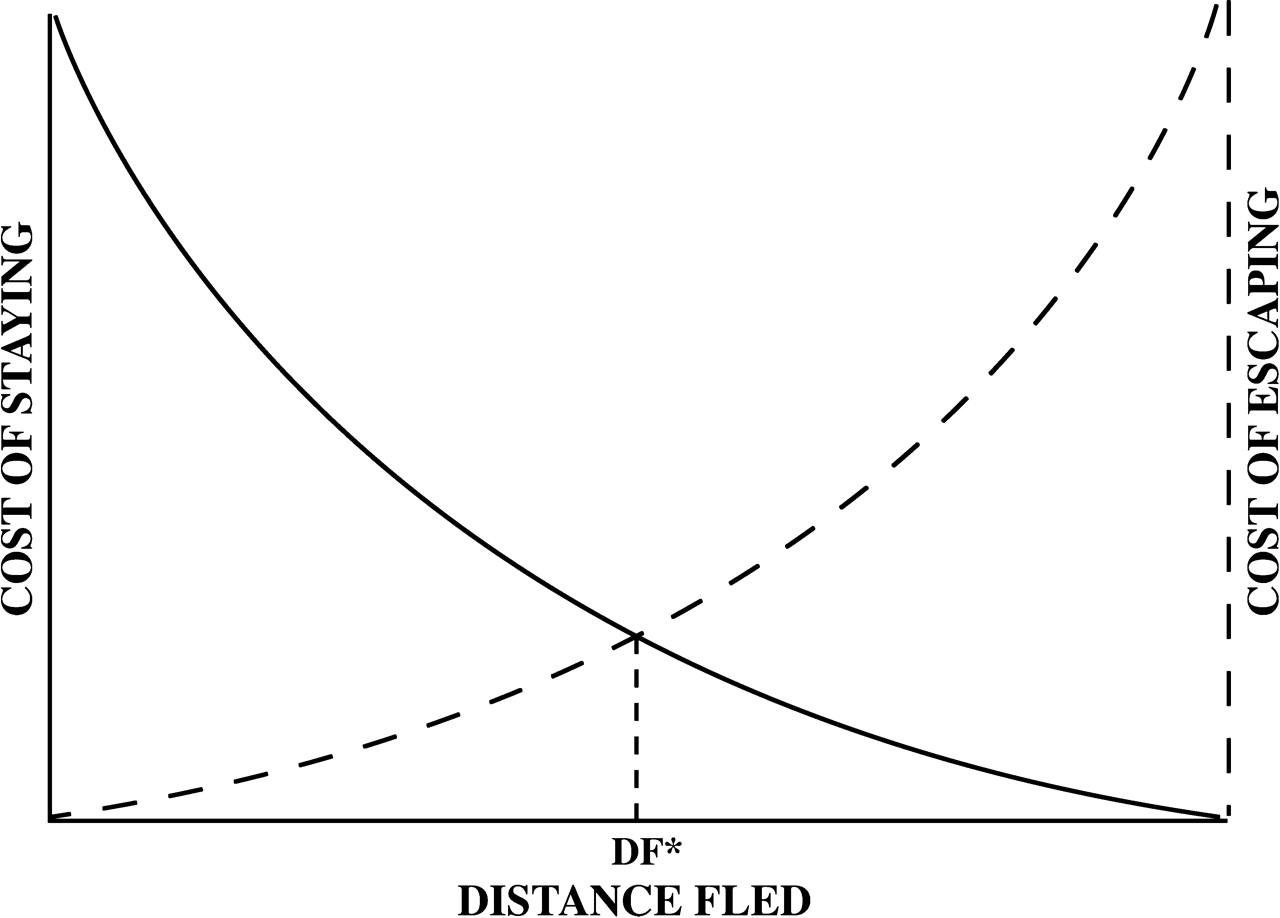 COST OF STAYING
COST OF ESCAPING
DF*
DISTANCE FLED